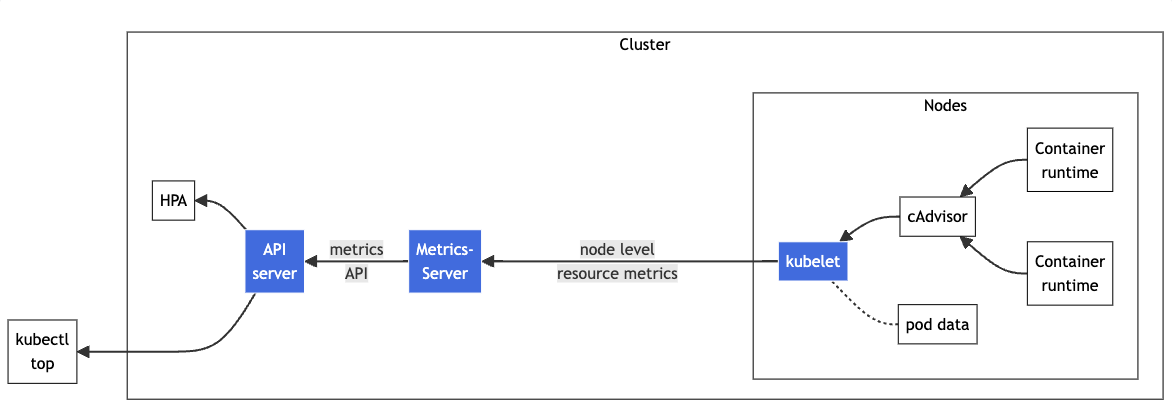 Cluster
Nodes
Container
runtime
HPA
cAdvisor
API
server
metrics
API
Metrics-
Server
node level
resource metrics
kubelet
Container
runtime
pod data
kubectl
top